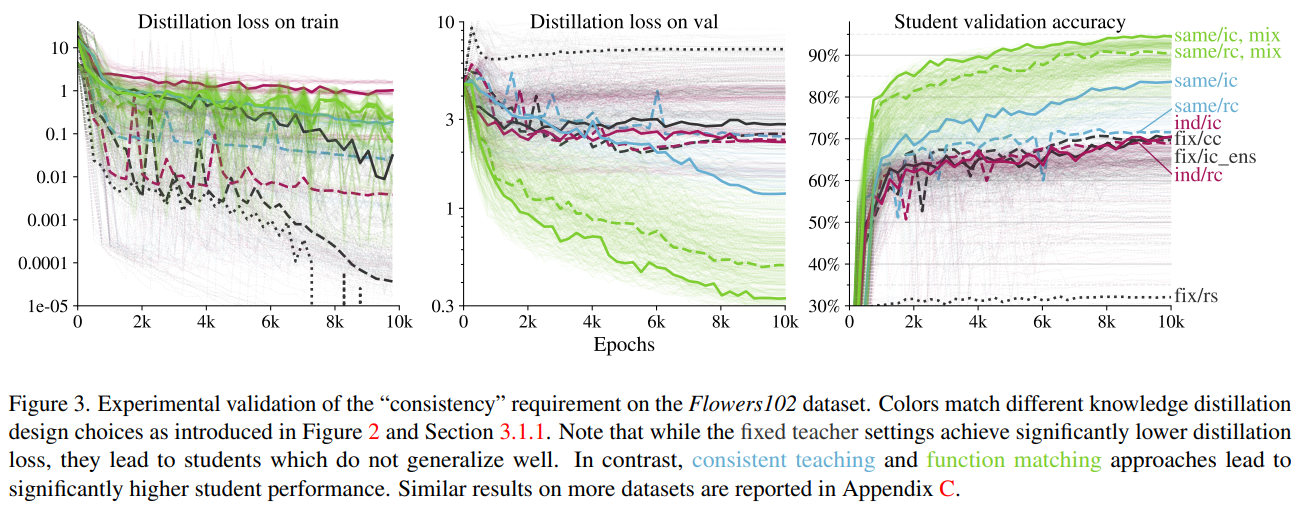 Distillation loss on train
10
1
0.1
0.01
0.001
0.0001
1e-05
0
2k
4k
6k
8k
10k
Distillation loss on val
10
3
1
0.3
0
2k
4k
6k
8k
10k
Epochs
Student validation accuracy
90%
80%
70%
60%
50%
40%
30%
0
2k
4k
6k
8k
10k
same/ic, mix
same/rc, mix
same/ic
same/rc
ind/ic
fix/cc
fix/ic_ens
ind/rc
fix/rs
Figure 3. Experimental validation of the “consistency” requirement on the Flowers102 dataset. Colors match different knowledge distillation
design choices as introduced in Figure 2 and Section 3.1.1. Note that while the fixed teacher settings achieve significantly lower distillation
loss, they lead to students which do not generalize well. In contrast, consistent teaching and function matching approaches lead to
significantly higher student performance. Similar results on more datasets are reported in Appendix C.